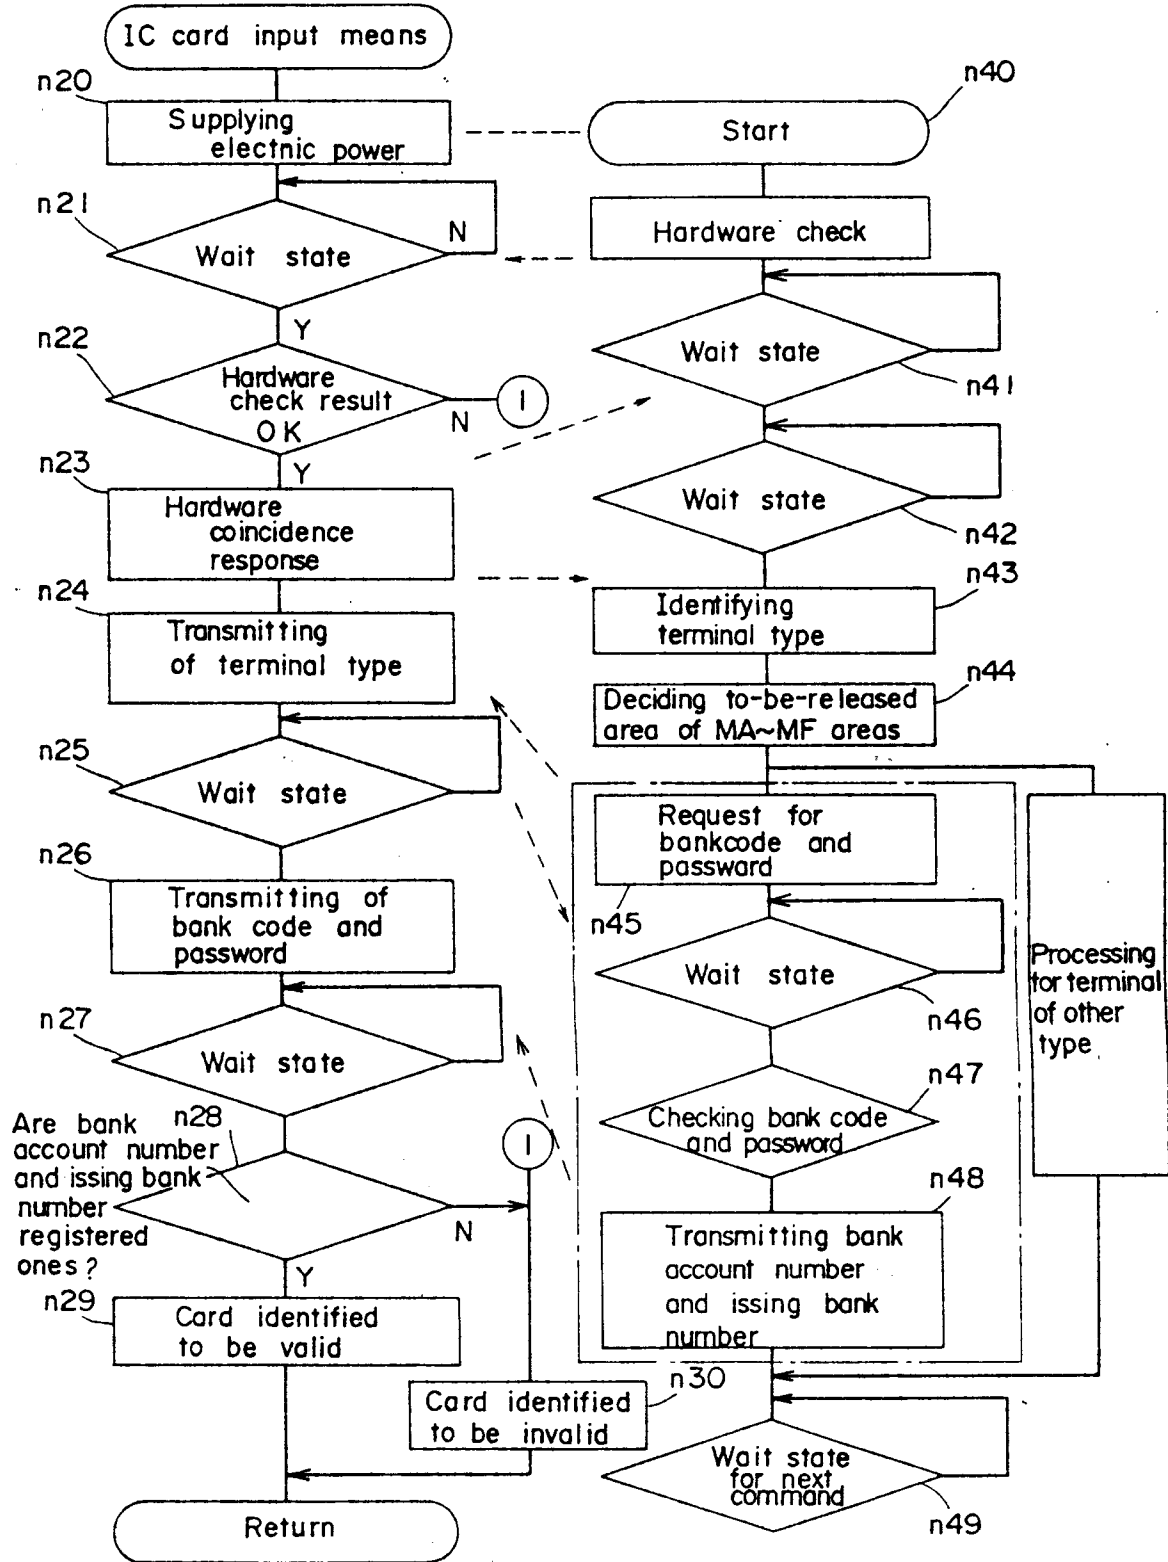 IC card input means
n20
Supplying
electnic power
n21
Wait state
N
Y
n22
Hardware
check result
OK
N
1
Y
n23
Hardware
coincidence
response
n24
Transmitting
of terminal type
n25
Wait state
n26
Transmitting of
bank code and
password
n27
Wait state
n28
Are bank
account number
and issing bank
number
registered
ones?
N
1
Y
n29
Card identified
to be valid
n30
Card identified
to be invalid
Return
n40
Start
Hardware check
Wait state
n41
Wait state
n42
n43
Identifying
terminal type
n44
Deciding to-be-released
area of MA~MF areas
Request for
bankcode and
passward
n45
Wait state
n46
n47
Checking bank code
and password
n48
Transmitting bank
account number
and issing bank
number
Processing
for terminal
of other
type
Wait state
for next
command
n49